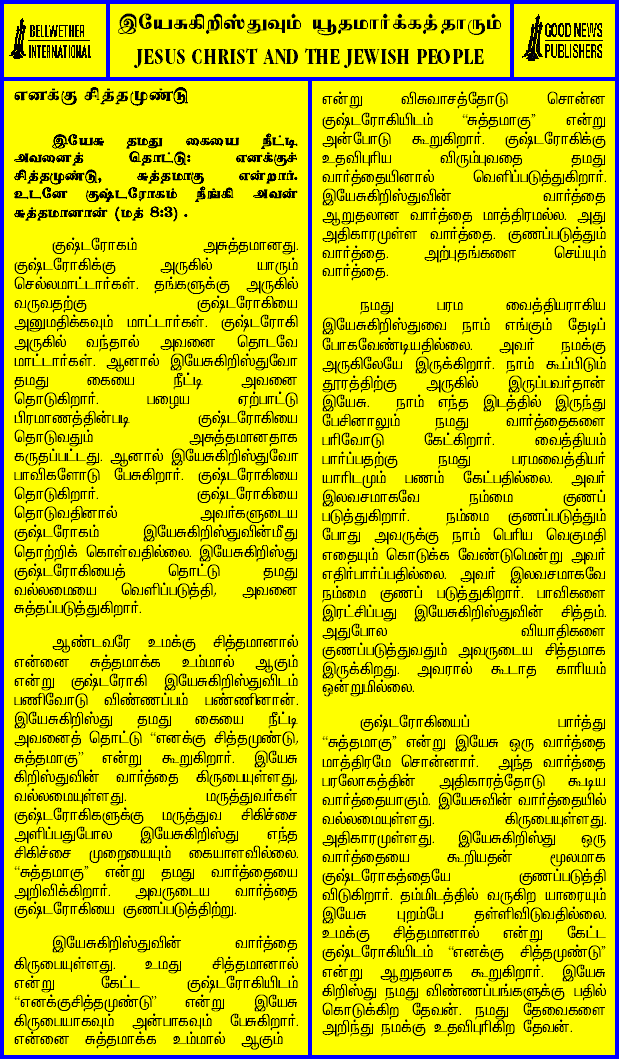 BELLWETHER
INTERNATIONAL
இயேசுகிறிஸ்துவும் யூதமார்க்கத்தாரும்
JESUS CHRIST AND THE JEWISH PEOPLE
GOOD NEWS
PUBLISHERS
எனக்கு சித்தமுண்டு
இயேசு தமது கையை நீட்டி,
அவனைத் தொட்டு: எனக்குச்
சித்தமுண்டு, சுத்தமாகு என்றார்.
உடனே குஷ்டரோகம் நீங்கி அவன்
சுத்தமானான் (மத் 8:3) .
குஷ்டரோகம் அசுத்தமானது.
குஷ்டரோகிக்கு அருகில் யாரும்
செல்லமாட்டார்கள். தங்களுக்கு அருகில்
வருவதற்கு குஷ்டரோகியை
அனுமதிக்கவும் மாட்டார்கள். குஷ்டரோகி
அருகில் வந்தால் அவனை தொடவே
மாட்டார்கள். ஆனால் இயேசுகிறிஸ்துவோ
தமது கையை நீட்டி அவனை
தொடுகிறார். பழைய ஏற்பாட்டு
பிரமாணத்தின்படி குஷ்டரோகியை
தொடுவதும் அசுத்தமானதாக
கருதப்பட்டது. ஆனால் இயேசுகிறிஸ்துவோ
பாவிகளோடு பேசுகிறார். குஷ்டரோகியை
தொடுகிறார். குஷ்டரோகியை
தொடுவதினால் அவர்களுடைய
குஷ்டரோகம் இயேசுகிறிஸ்துவின்மீது
தொற்றிக் கொள்வதில்லை. இயேசுகிறிஸ்து
குஷ்டரோகியைத் தொட்டு தமது
வல்லமையை வெளிப்படுத்தி, அவனை
சுத்தப்படுத்துகிறார்.
ஆண்டவரே உமக்கு சித்தமானால்
என்னை சுத்தமாக்க உம்மால் ஆகும்
என்று குஷ்டரோகி இயேசுகிறிஸ்துவிடம்
பணிவோடு விண்ணப்பம் பண்ணினான்.
இயேசுகிறிஸ்து தமது கையை நீட்டி
அவனைத் தொட்டு “எனக்கு சித்தமுண்டு,
சுத்தமாகு” என்று கூறுகிறார். இயேசு
கிறிஸ்துவின் வார்த்தை கிருபையுள்ளது,
வல்லமையுள்ளது. மருத்துவர்கள்
குஷ்டரோகிகளுக்கு மருத்துவ சிகிச்சை
அளிப்பதுபோல இயேசுகிறிஸ்து எந்த
சிகிச்சை முறையையும் கையாளவில்லை.
“சுத்தமாகு” என்று தமது வார்த்தையை
அறிவிக்கிறார். அவருடைய வார்த்தை
குஷ்டரோகியை குணப்படுத்திற்று.
இயேசுகிறிஸ்துவின் வார்த்தை
கிருபையுள்ளது. உமது சித்தமானால்
என்று கேட்ட குஷ்டரோகியிடம்
“எனக்குசித்தமுண்டு” என்று இயேசு
கிருபையாகவும் அன்பாகவும் பேசுகிறார்.
என்னை சுத்தமாக்க உம்மால் ஆகும்
என்று விசுவாசத்தோடு சொன்ன
குஷ்டரோகியிடம் “சுத்தமாகு” என்று
அன்போடு கூறுகிறார். குஷ்டரோகிக்கு
உதவிபுரிய விரும்புவதை தமது
வார்த்தையினால் வெளிப்படுத்துகிறார்.
இயேசுகிறிஸ்துவின் வார்த்தை
ஆறுதலான வார்த்தை மாத்திரமல்ல. அது
அதிகாரமுள்ள வார்த்தை. குணப்படுத்தும்
வார்த்தை. அற்புதங்களை செய்யும்
வார்த்தை.
நமது பரம வைத்தியராகிய
இயேசுகிறிஸ்துவை நாம் எங்கும் தேடிப்
போகவேண்டியதில்லை. அவர் நமக்கு
அருகிலேயே இருக்கிறார். நாம் கூப்பிடும்
தூரத்திற்கு அருகில் இருப்பவர்தான்
இயேசு. நாம் எந்த இடத்தில் இருந்து
பேசினாலும் நமது வார்த்தைகளை
பரிவோடு கேட்கிறார். வைத்தியம்
பார்ப்பதற்கு நமது பரமவைத்தியர்
யாரிடமும் பணம் கேட்பதில்லை. அவர்
இலவசமாகவே நம்மை குணப்
படுத்துகிறார். நம்மை குணப்படுத்தும்
போது அவருக்கு நாம் பெரிய வெகுமதி
எதையும் கொடுக்க வேண்டுமென்று அவர்
எதிர்பார்ப்பதில்லை. அவர் இலவசமாகவே
நம்மை குணப் படுத்துகிறார். பாவிகளை
இரட்சிப்பது இயேசுகிறிஸ்துவின் சித்தம்.
அதுபோல வியாதிகளை
குணப்படுத்துவதும் அவருடைய சித்தமாக
இருக்கிறது. அவரால் கூடாத காரியம்
ஒன்றுமில்லை.
குஷ்டரோகியைப் பார்த்து
“சுத்தமாகு” என்று இயேசு ஒரு வார்த்தை
மாத்திரமே சொன்னார். அந்த வார்த்தை
பரலோகத்தின் அதிகாரத்தோடு கூடிய
வார்த்தையாகும். இயேசுவின் வார்த்தையில்
வல்லமையுள்ளது. கிருபையுள்ளது.
அதிகாரமுள்ளது. இயேசுகிறிஸ்து ஒரு
வார்த்தையை கூறியதன் மூலமாக
குஷ்டரோகத்தையே குணப்படுத்தி
விடுகிறார். தம்மிடத்தில் வருகிற யாரையும்
இயேசு புறம்பே தள்ளிவிடுவதில்லை.
உமக்கு சித்தமானால் என்று கேட்ட
குஷ்டரோகியிடம் “எனக்கு சித்தமுண்டு”
என்று ஆறுதலாக கூறுகிறார். இயேசு
கிறிஸ்து நமது விண்ணப்பங்களுக்கு பதில்
கொடுக்கிற தேவன். நமது தேவைகளை
அறிந்து நமக்கு உதவிபுரிகிற தேவன்.